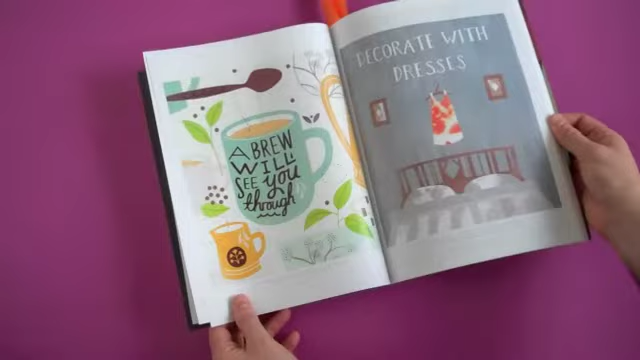 A BREW
WILL
SEE you
through
DECORATE WITH
DRESSES